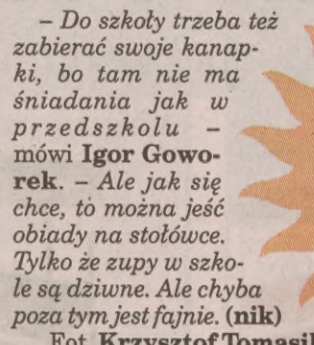 – Do szkoły trzeba też
zabierać swoje kanap-
ki, bo tam nie ma
śniadania jak w
przedszkolu –
mówi Igor Gowo-
rek. – Ale jak się
chce, to można jeść
obiady na stołówce.
Tylko że zupy w szko-
le są dziwne. Ale chyba
poza tym jest fajnie. (nik)
Fot. Krzysztof